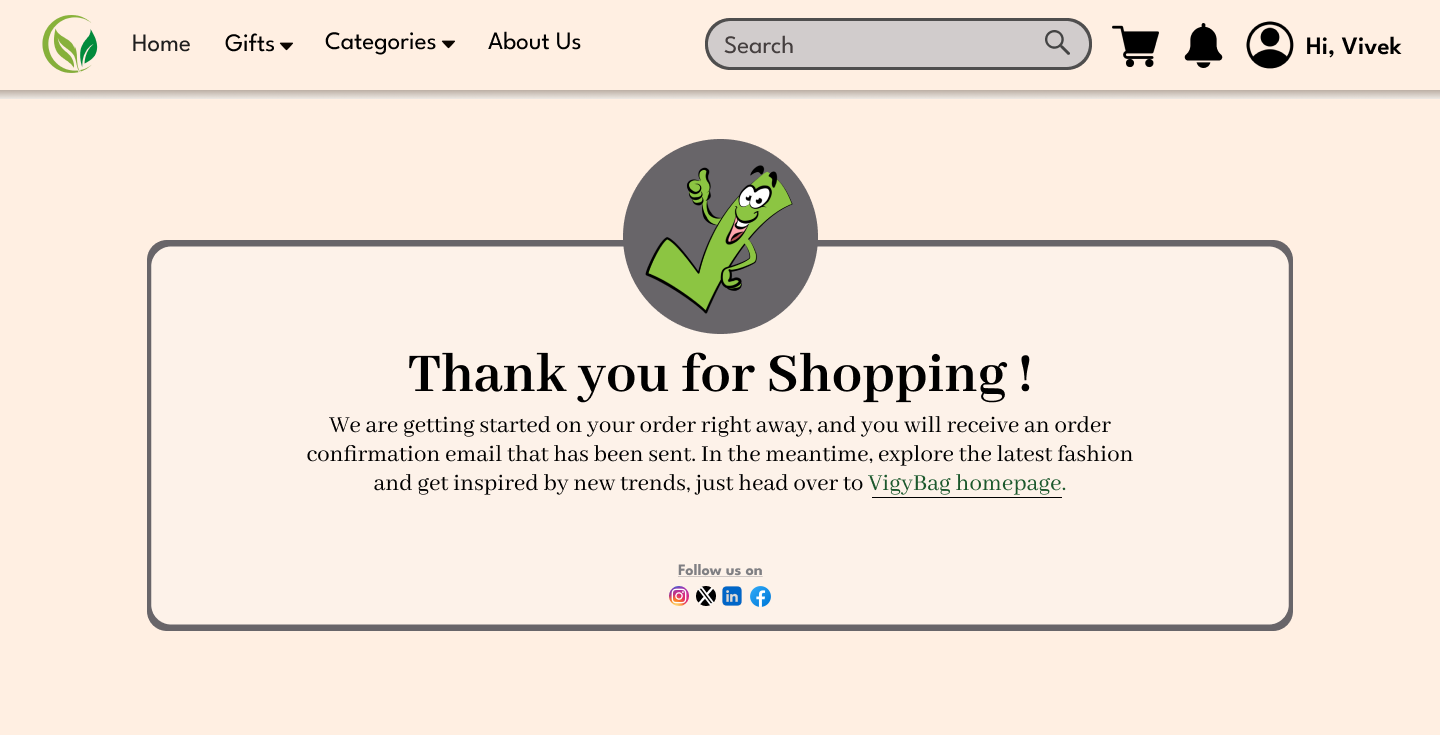 Home
Gifts
Categories
About Us
Search
Hi, Vivek
Thank you for Shopping !
We are getting started on your order right away, and you will receive an order
confirmation email that has been sent. In the meantime, explore the latest fashion
and get inspired by new trends, just head over to VigyBag homepage.
Follow us on